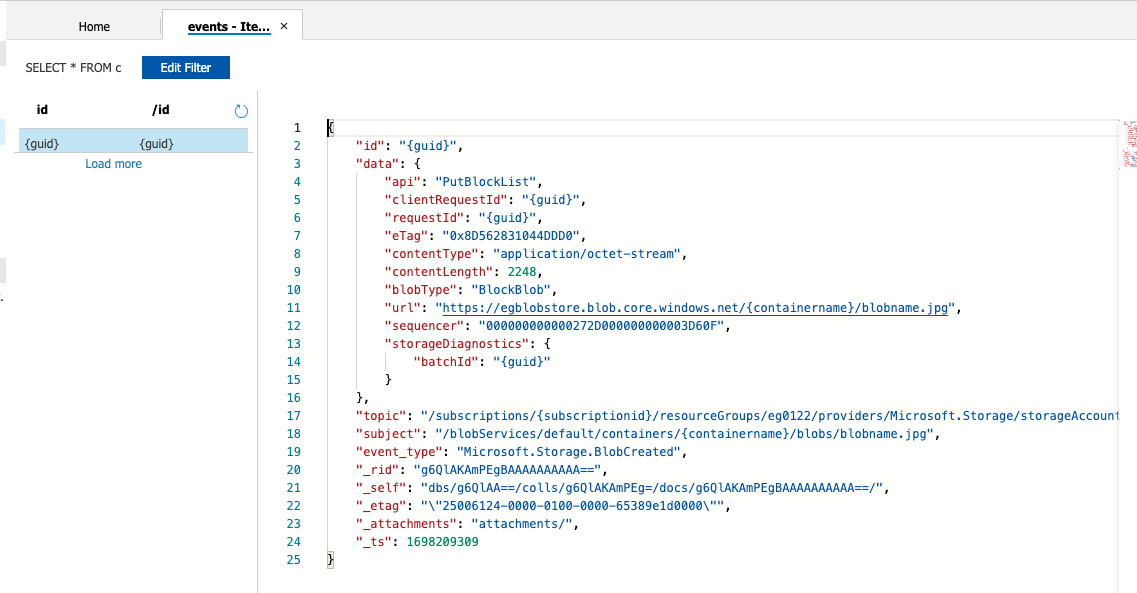 Home
events - Ite... ×
SELECT * FROM c
Edit Filter
id /id
{guid} {guid}
Load more
1 {
2 "id": "{guid}",
3 "data": {
4 "api": "PutBlockList",
5 "clientRequestId": "{guid}",
6 "requestId": "{guid}",
7 "eTag": "0x8D562831044DDD0",
8 "contentType": "application/octet-stream",
9 "contentLength": 2248,
10 "blobType": "BlockBlob",
11 "url": "https://egblobstore.blob.core.windows.net/{containername}/blobname.jpg",
12 "sequencer": "000000000000272D000000000003D60F",
13 "storageDiagnostics": {
14 "batchId": "{guid}"
15 }
16 },
17 "topic": "/subscriptions/{subscriptionid}/resourceGroups/eg0122/providers/Microsoft.Storage/storageAccount
18 "subject": "/blobServices/default/containers/{containername}/blobs/blobname.jpg",
19 "event_type": "Microsoft.Storage.BlobCreated",
20 "_rid": "g6QlAKAmPEgBAAAAAAAAAA==",
21 "_self": "dbs/g6QlAA==/colls/g6QlAKAmPEg=/docs/g6QlAKAmPEgBAAAAAAAAAA==/",
22 "_etag": "\"25006124-0000-0100-0000-65389e1d0000\"",
23 "_attachments": "attachments/",
24 "_ts": 1698209309
25 }